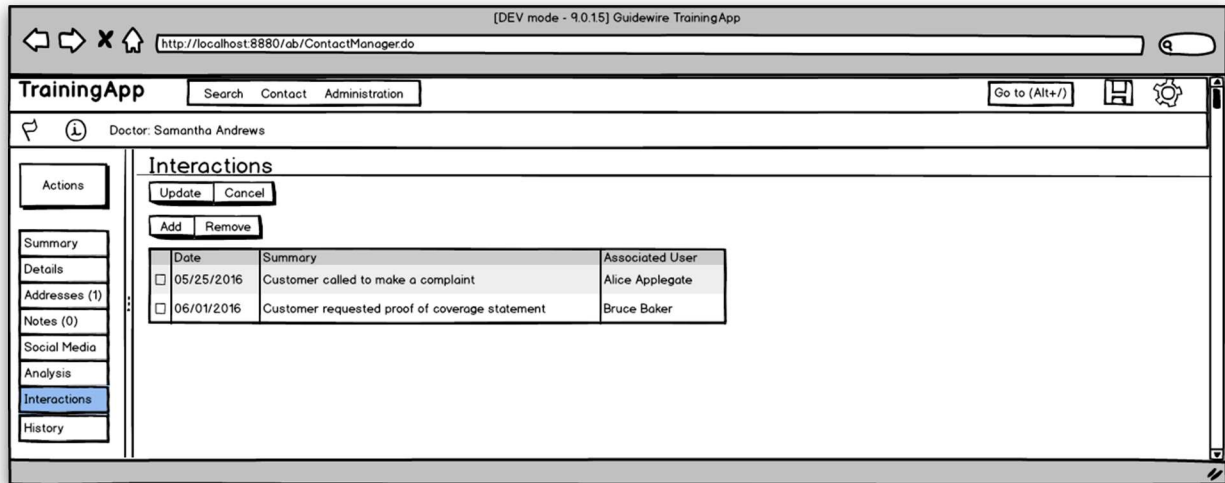 [DEV mode - 9.0.1.5] Guidewire TrainingApp
http://localhost:8880/ab/ContactManager.do
TrainingApp Search Contact Administration Go to (Alt+/)
Doctor: Samantha Andrews
Actions
Summary
Details
Addresses (1)
Notes (0)
Social Media
Analysis
Interactions
History
Interactions
Update Cancel
Add Remove
Date Summary Associated User
05/25/2016 Customer called to make a complaint Alice Applegate
06/01/2016 Customer requested proof of coverage statement Bruce Baker